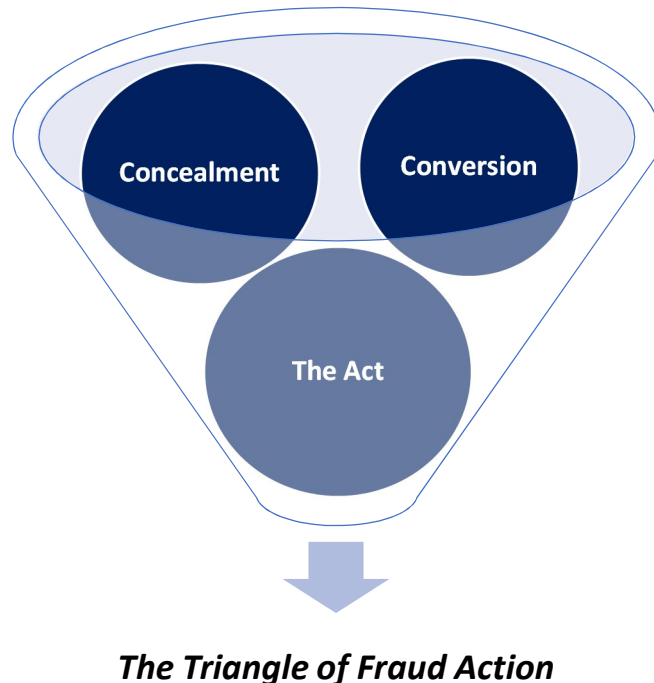 Concealment
Conversion
The Act
The Triangle of Fraud Action